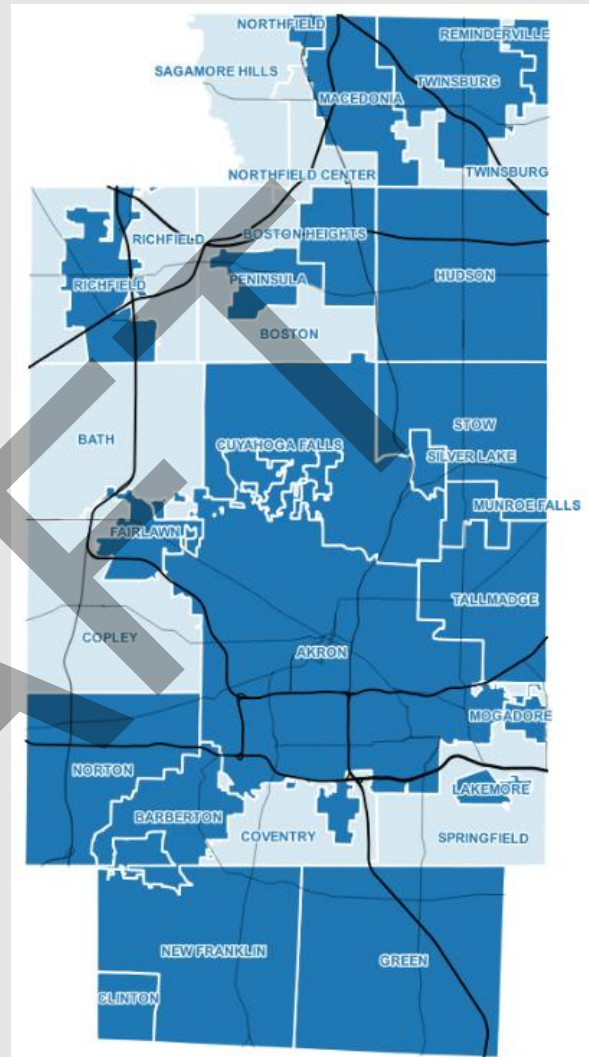 NORTHFIELD
REMINDERVILLE
SAGAMORE HILLS
TWINSBURG
MACEDONIA
NORTHFIELD CENTER
TWINSBURG
RICHFIELD
BOSTON HEIGHTS
RICHFIELD
PENINSULA
HUDSON
BOSTON
BATH
CUYAHOGA FALLS
STOW
SILVER LAKE
MUNROE FALLS
FAIRLAWN
TALLMADGE
COPLEY
AKRON
MOGADORE
NORTON
LAKEMORE
BARBERTON
COVENTRY
SPRINGFIELD
NEW FRANKLIN
GREEN
CLINTON